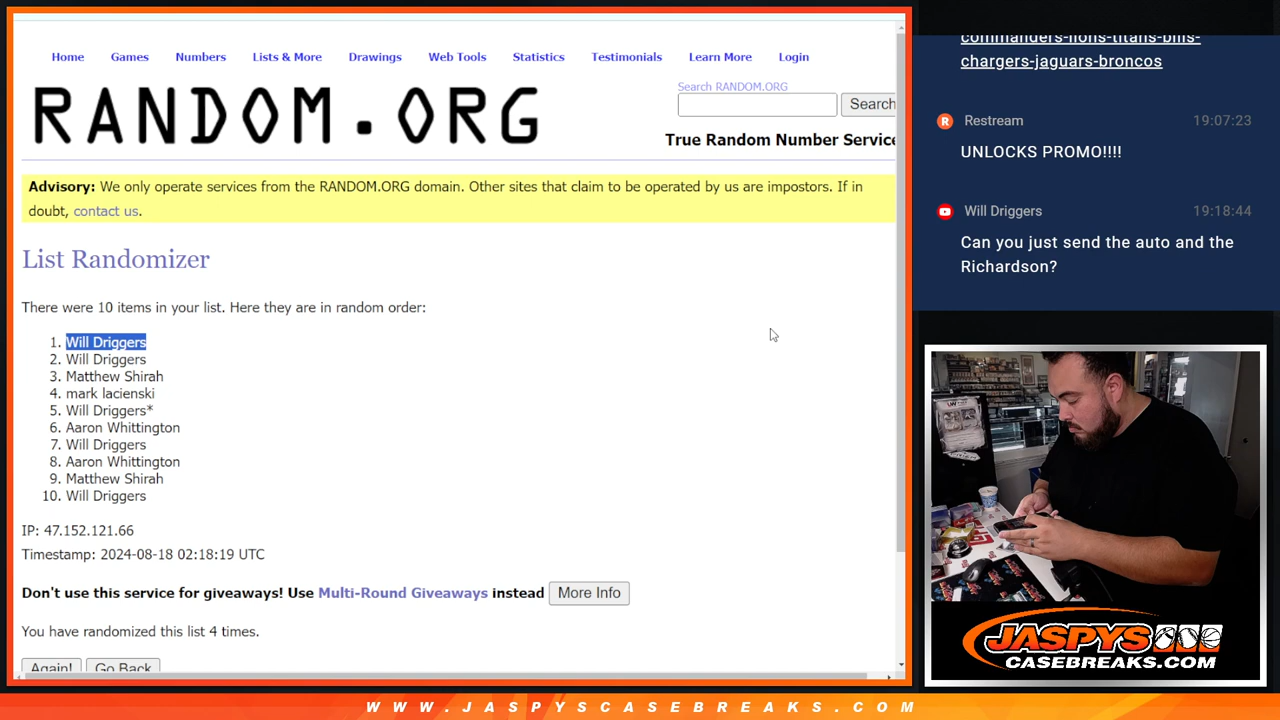 Home Games Numbers Lists & More Drawings Web Tools Statistics Testimonials Learn More Login
RANDOM.ORG
Search RANDOM.ORG
Search
True Random Number Service
Advisory: We only operate services from the RANDOM.ORG domain. Other sites that claim to be operated by us are impostors. If in
doubt, contact us.
List Randomizer
There were 10 items in your list. Here they are in random order:
1. Will Driggers
2. Will Driggers
3. Matthew Shirah
4. mark lacienski
5. Will Driggers*
6. Aaron Whittington
7. Will Driggers
8. Aaron Whittington
9. Matthew Shirah
10. Will Driggers
IP: 47.152.121.66
Timestamp: 2024-08-18 02:18:19 UTC
Don't use this service for giveaways! Use Multi-Round Giveaways instead More Info
You have randomized this list 4 times.
Again! Go Back
commanders-lions-titans-bills-
chargers-jaguars-broncos
Restream 19:07:23
UNLOCKS PROMO!!!!
Will Driggers 19:18:44
Can you just send the auto and the
Richardson?
JASPYS
CASEBREAKS.COM
WWW.JASPYSCASEBREAKS.COM